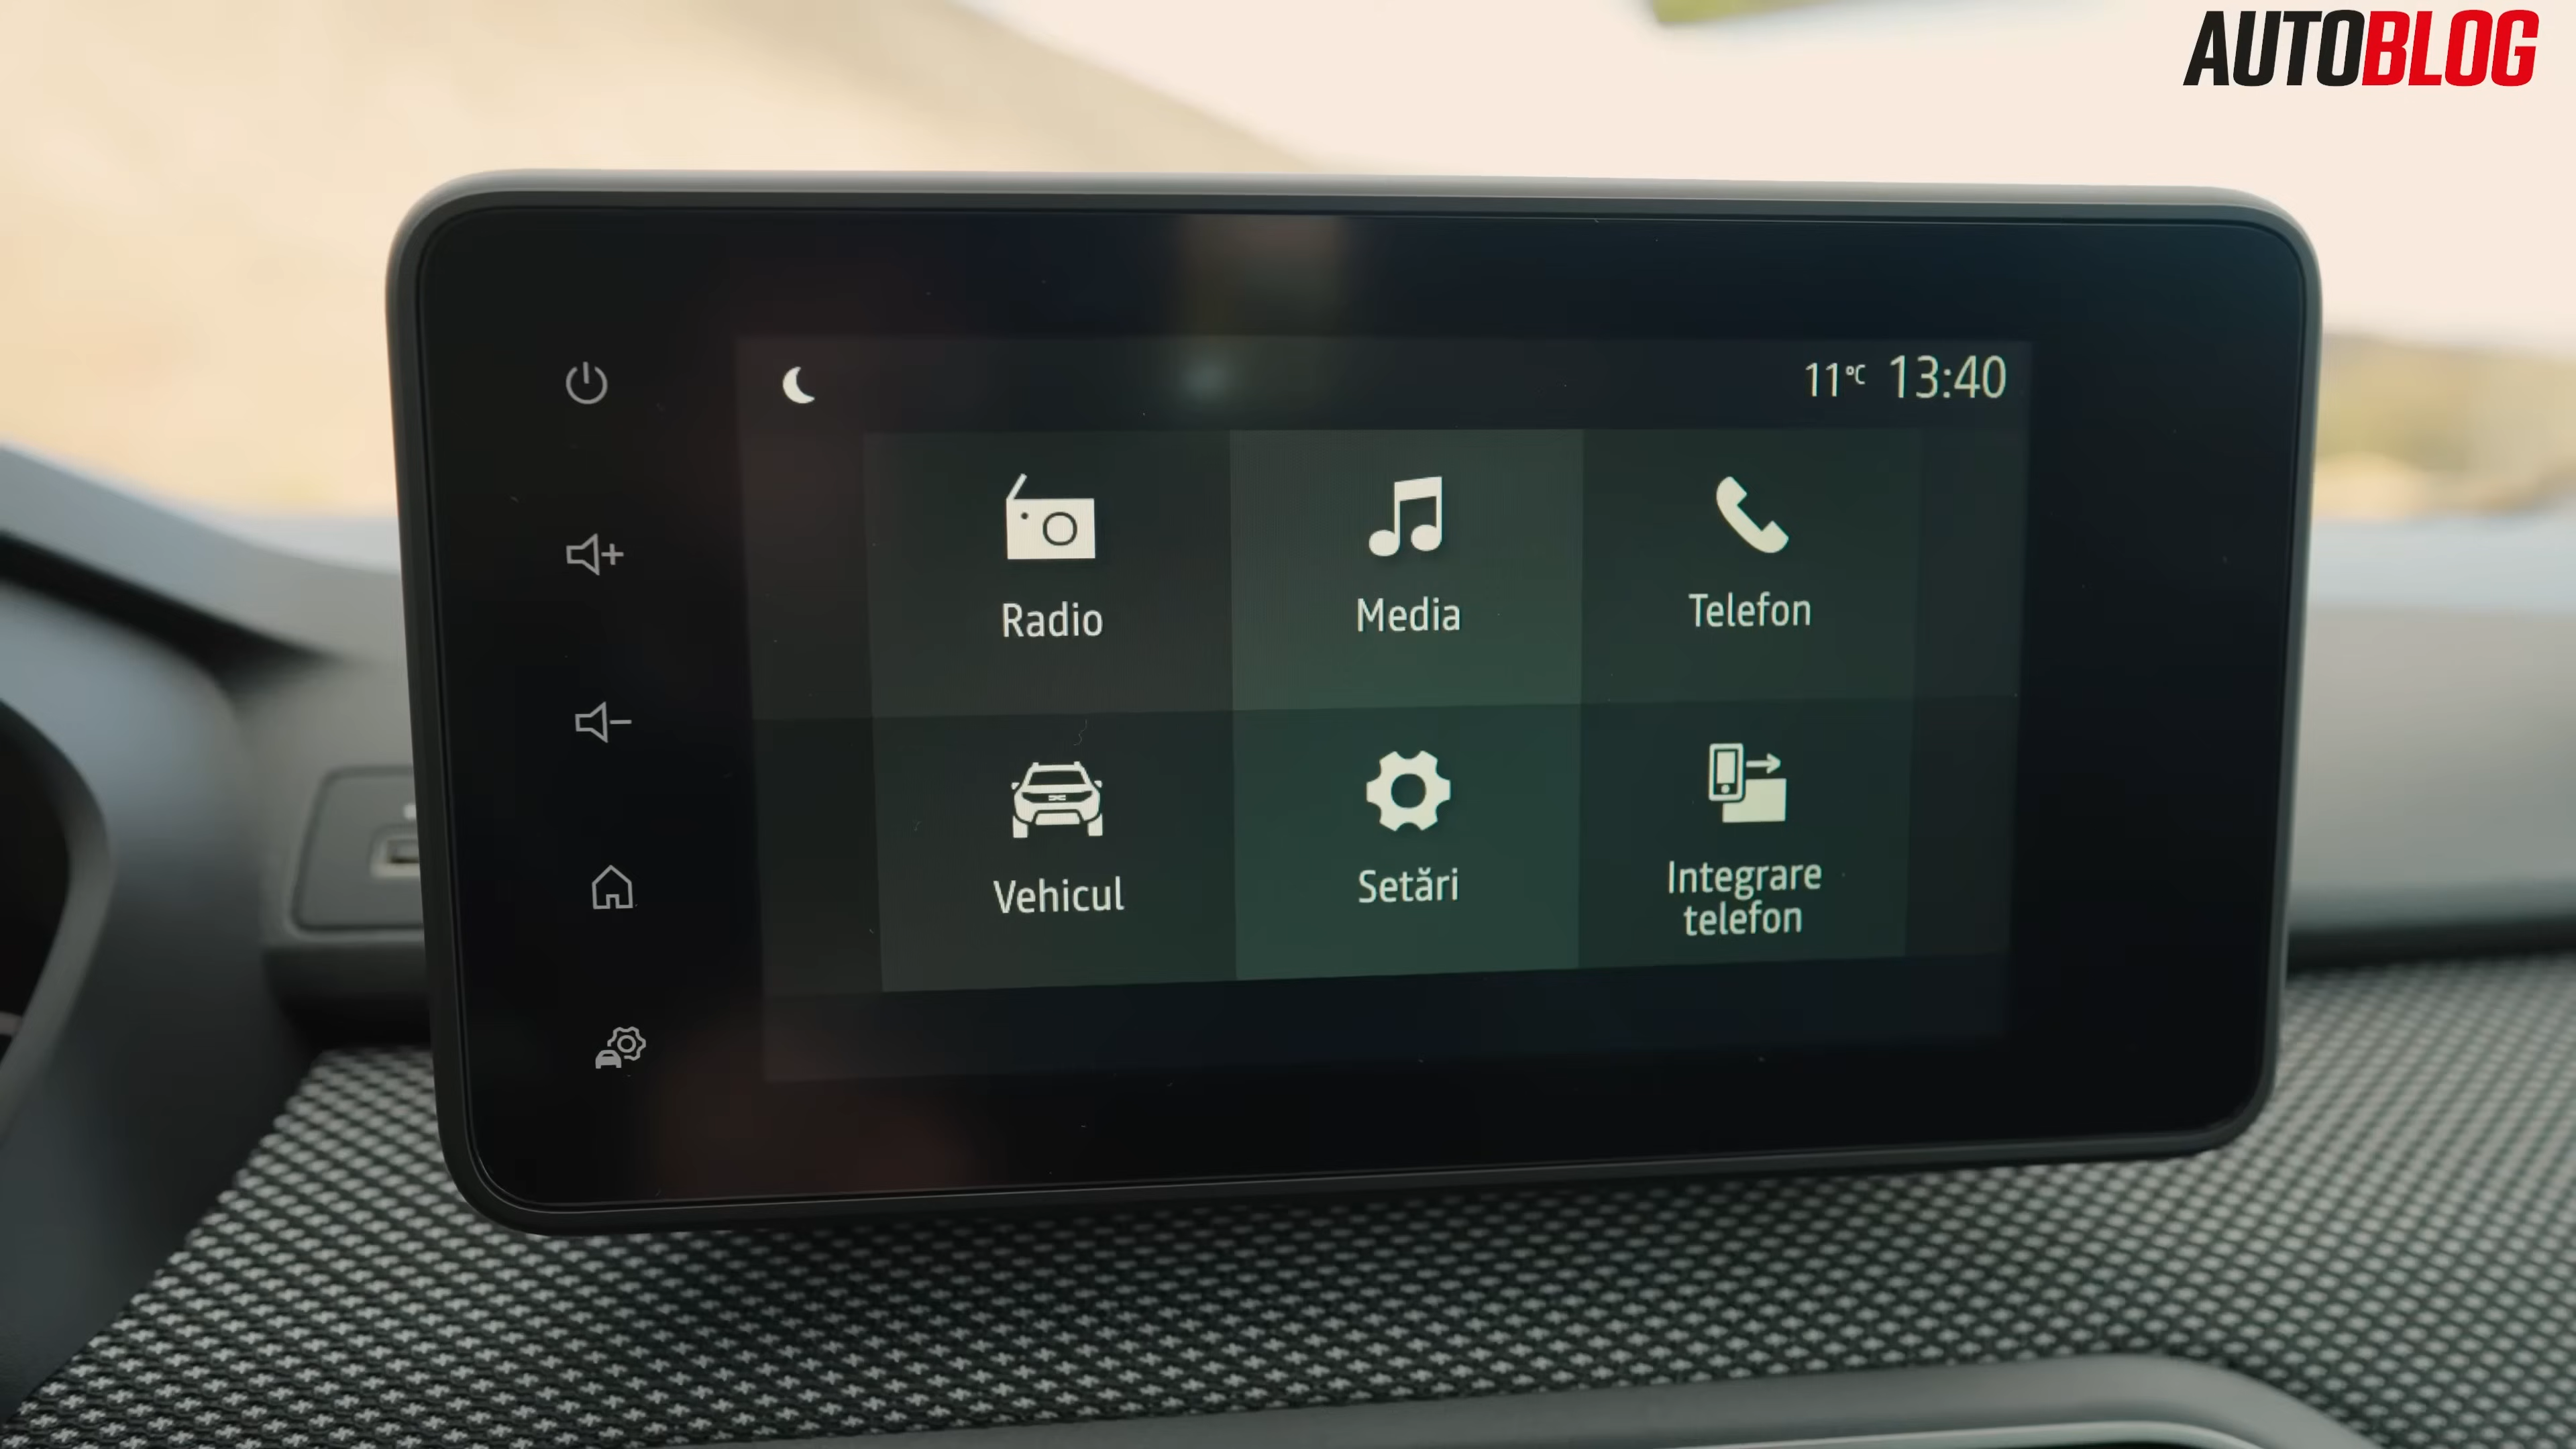 AUTOBLOG
11°C 13:40
Radio
Media
Telefon
Vehicul
Setări
Integrare
telefon